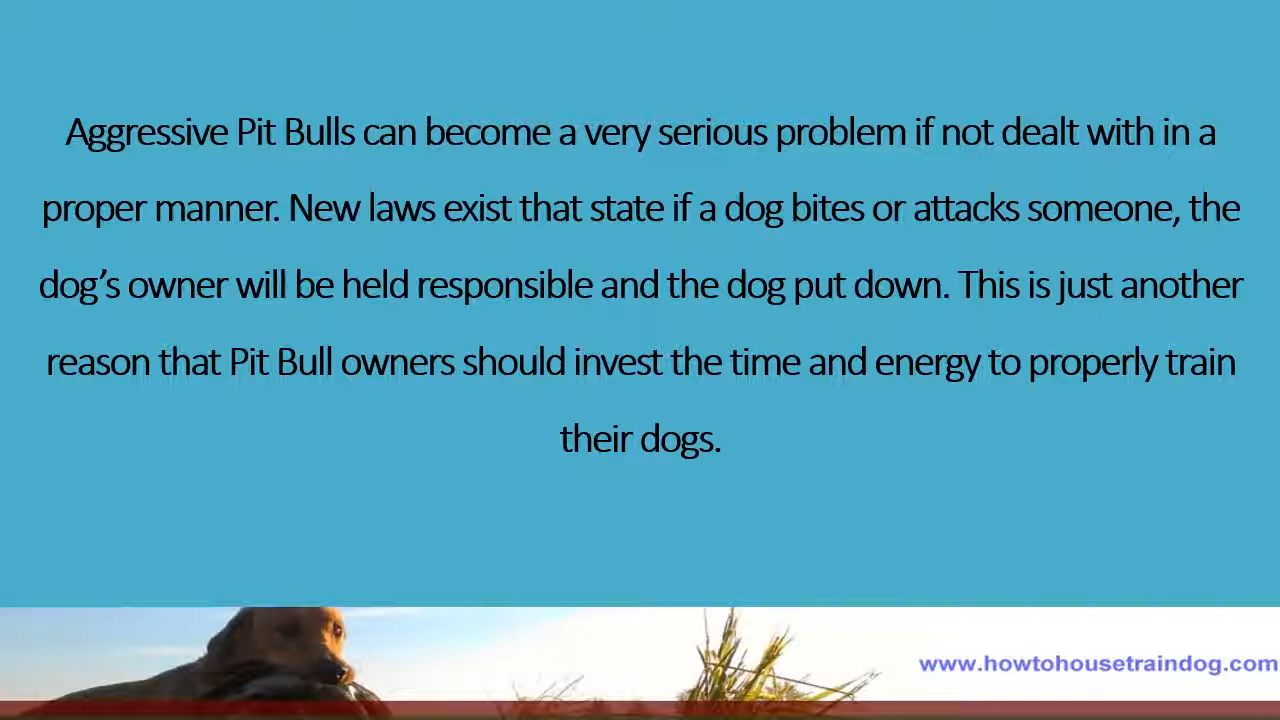 Aggressive Pit Bulls can become a very serious problem if not dealt with in a
proper manner. New laws exist that state if a dog bites or attacks someone, the
dog’s owner will be held responsible and the dog put down. This is just another
reason that Pit Bull owners should invest the time and energy to properly train
their dogs.
www.howtohousetraindog.com